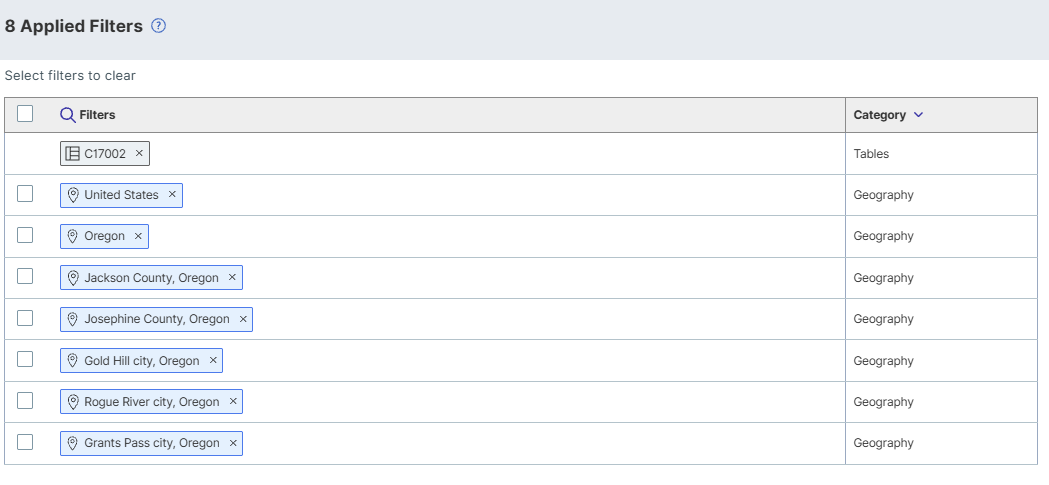 8 Applied Filters ?
Select filters to clear
Filters Category
C17002 × Tables
United States × Geography
Oregon × Geography
Jackson County, Oregon × Geography
Josephine County, Oregon × Geography
Gold Hill city, Oregon × Geography
Rogue River city, Oregon × Geography
Grants Pass city, Oregon × Geography